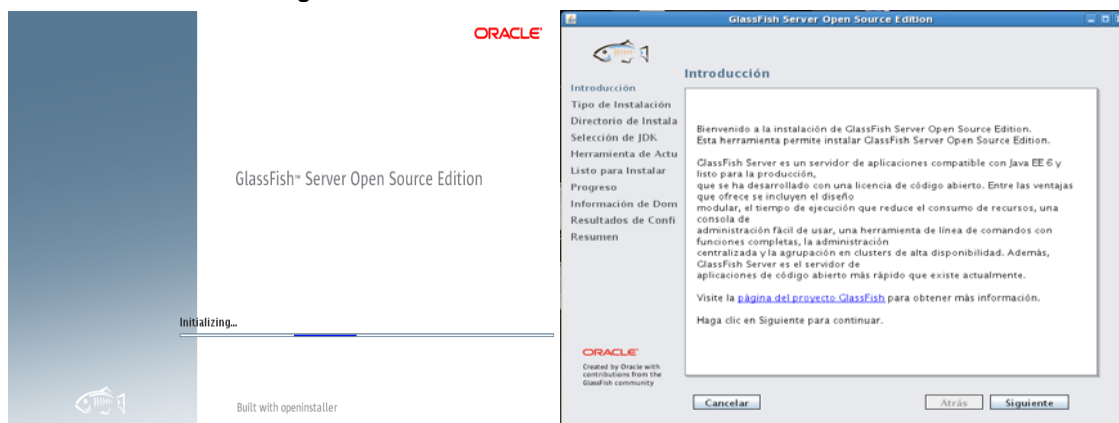 ORACLE
GlassFish™ Server Open Source Edition
Initializing...
Built with openinstaller
GlassFish Server Open Source Edition
Introducción
Introducción
Tipo de Instalación
Directorio de Instala
Selección de JDK
Herramienta de Actu
Listo para Instalar
Progreso
Información de Dom
Resultados de Confi
Resumen
Bienvenido a la instalación de GlassFish Server Open Source Edition.
Esta herramienta permite instalar GlassFish Server Open Source Edition.
GlassFish Server es un servidor de aplicaciones compatible con Java EE 6 y
listo para la producción,
que se ha desarrollado con una licencia de código abierto. Entre las ventajas
que ofrece se incluyen el diseño
modular, el tiempo de ejecución que reduce el consumo de recursos, una
consola de
administración fácil de usar, una herramienta de línea de comandos con
funciones completas, la administración
centralizada y la agrupación en clusters de alta disponibilidad. Además,
GlassFish Server es el servidor de
aplicaciones de código abierto más rápido que existe actualmente.
Visite la página del proyecto GlassFish para obtener más información.
Haga clic en Siguiente para continuar.
ORACLE
Created by Oracle with
contributions from the
GlassFish community
Cancelar
Atrás
Siguiente